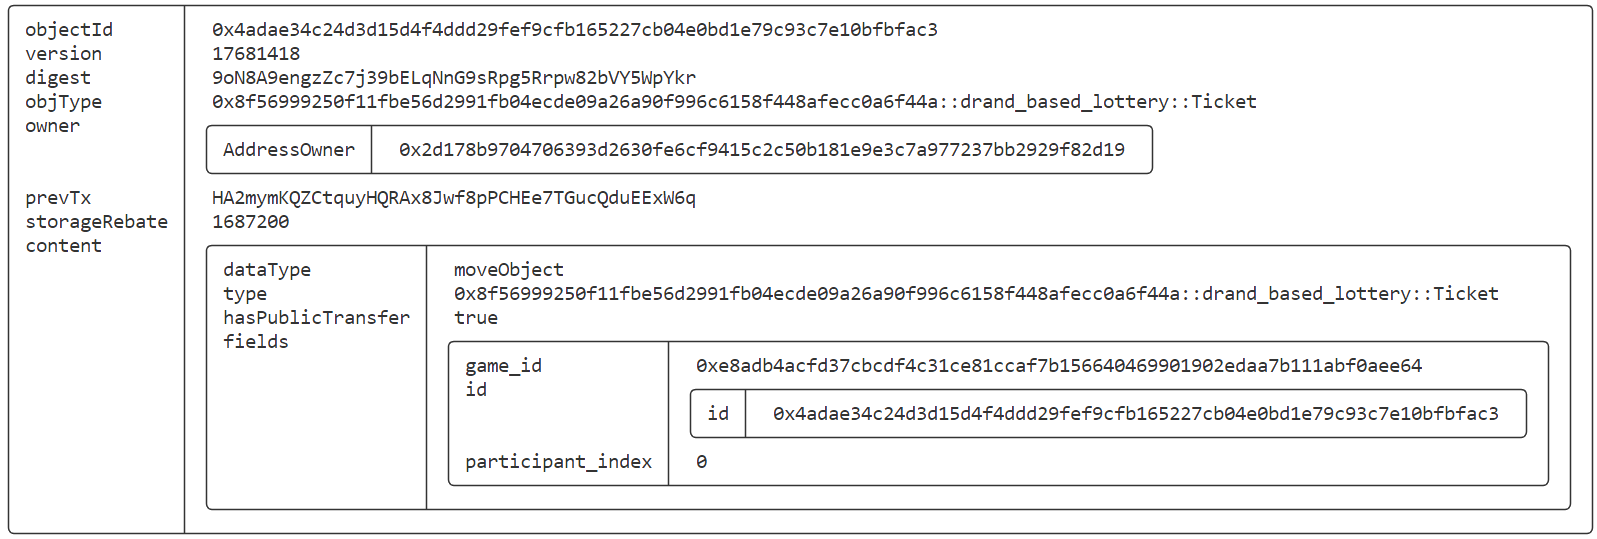 objectId 0x4adae34c24d3d15d4f4ddd29fef9cfb165227cb04e0bd1e79c93c7e10bfbfac3
version 17681418
digest 9oN8A9engzZc7j39bELqNnG9sRpg5Rrpw82bVY5WpYkr
objType 0x8f56999250f11fbe56d2991fb04ecde09a26a90f996c6158f448afecc0a6f44a::drand_based_lottery::Ticket
owner
AddressOwner 0x2d178b9704706393d2630fe6cf9415c2c50b181e9e3c7a977237bb2929f82d19
prevTx HA2mymKQZCtquyHQRAx8Jwf8pPCHEe7TGucQduEExW6q
storageRebate 1687200
content
dataType moveObject
type 0x8f56999250f11fbe56d2991fb04ecde09a26a90f996c6158f448afecc0a6f44a::drand_based_lottery::Ticket
hasPublicTransfer true
fields
game_id 0xe8adb4acfd37cbcdf4c31ce81ccaf7b156640469901902edaa7b111abf0aee64
id
id 0x4adae34c24d3d15d4f4ddd29fef9cfb165227cb04e0bd1e79c93c7e10bfbfac3
participant_index 0